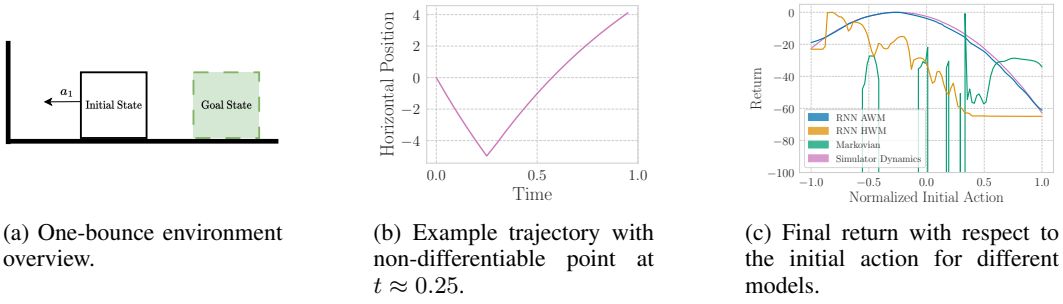 a₁
Initial State
Goal State
Horizontal Position
4
2
0
−2
−4
0.0
0.5
1.0
Time
Return
0
−20
−40
−60
−80
−100
RNN AWM
RNN HWM
Markovian
Simulator Dynamics
−1.0
−0.5
0.0
0.5
1.0
Normalized Initial Action
(a) One-bounce environment
overview.
(b) Example trajectory with
non-differentiable point at
t ≈ 0.25.
(c) Final return with respect to
the initial action for different
models.